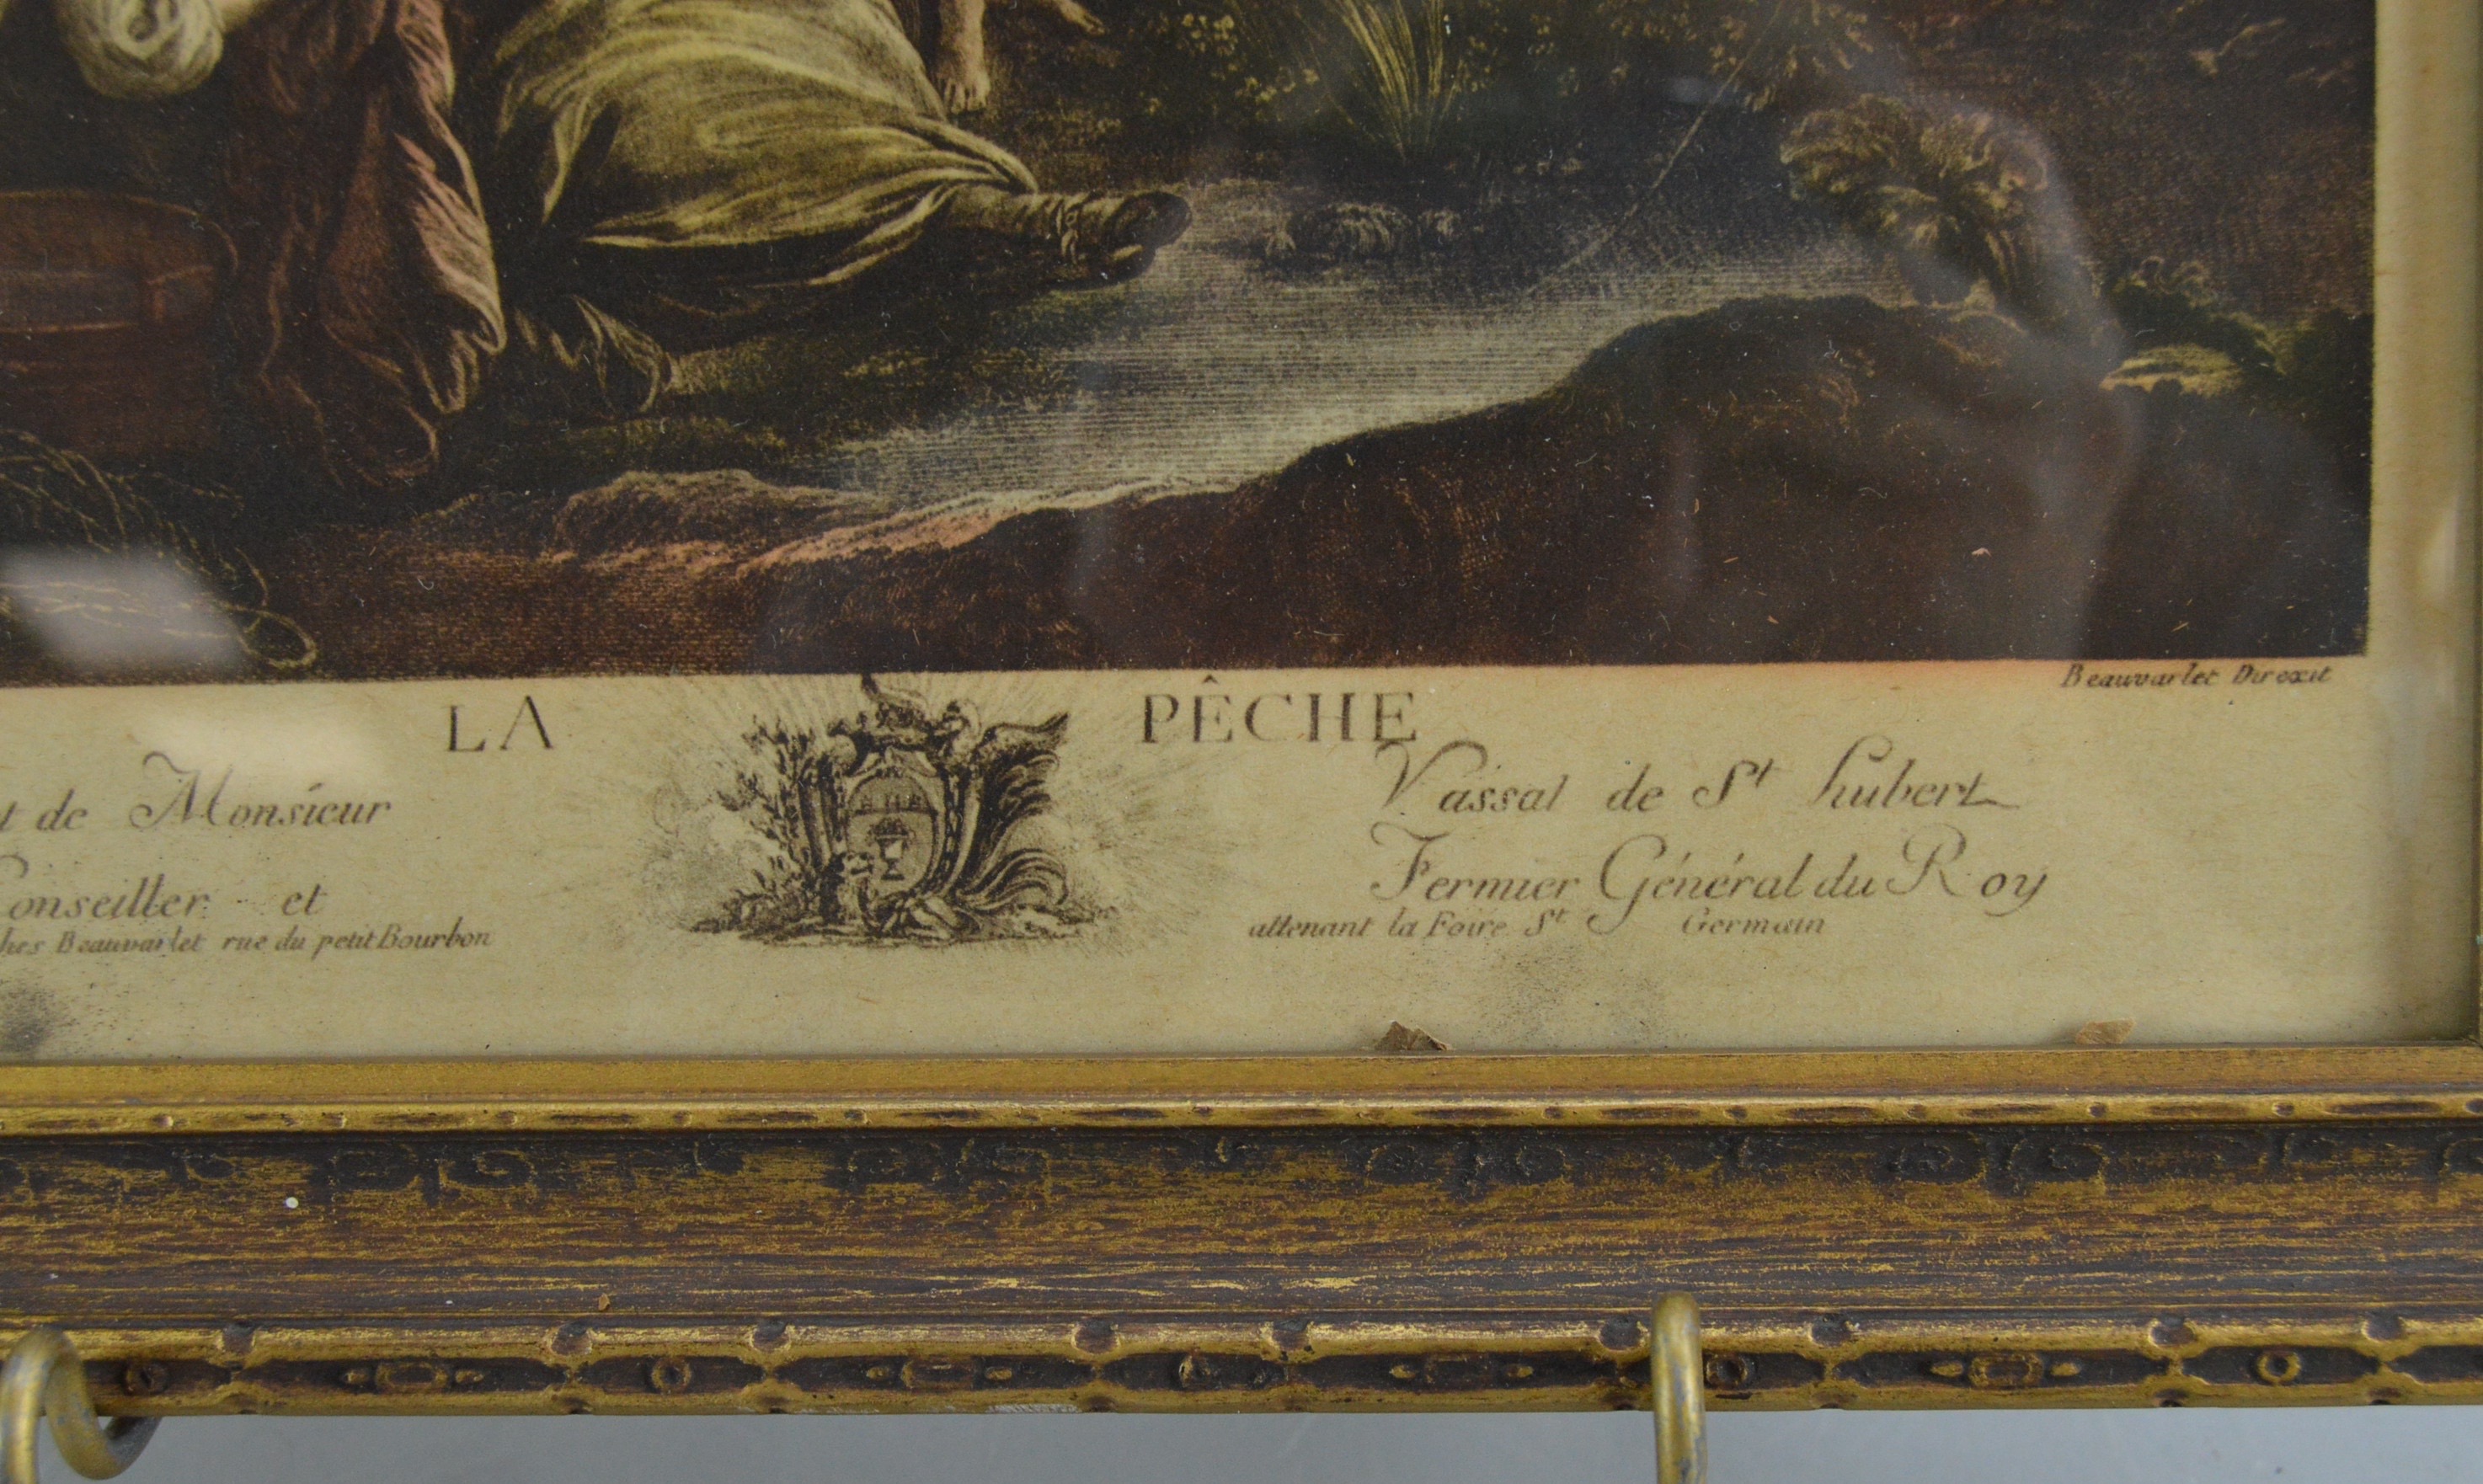 Beauvarlet Direxit
LA PÊCHE
t de Monsieur Vassal de St hubert
onseiller et Fermier Général du Roy
hes Beauvarlet rue du petit Bourbon attenant la Foire St Germain